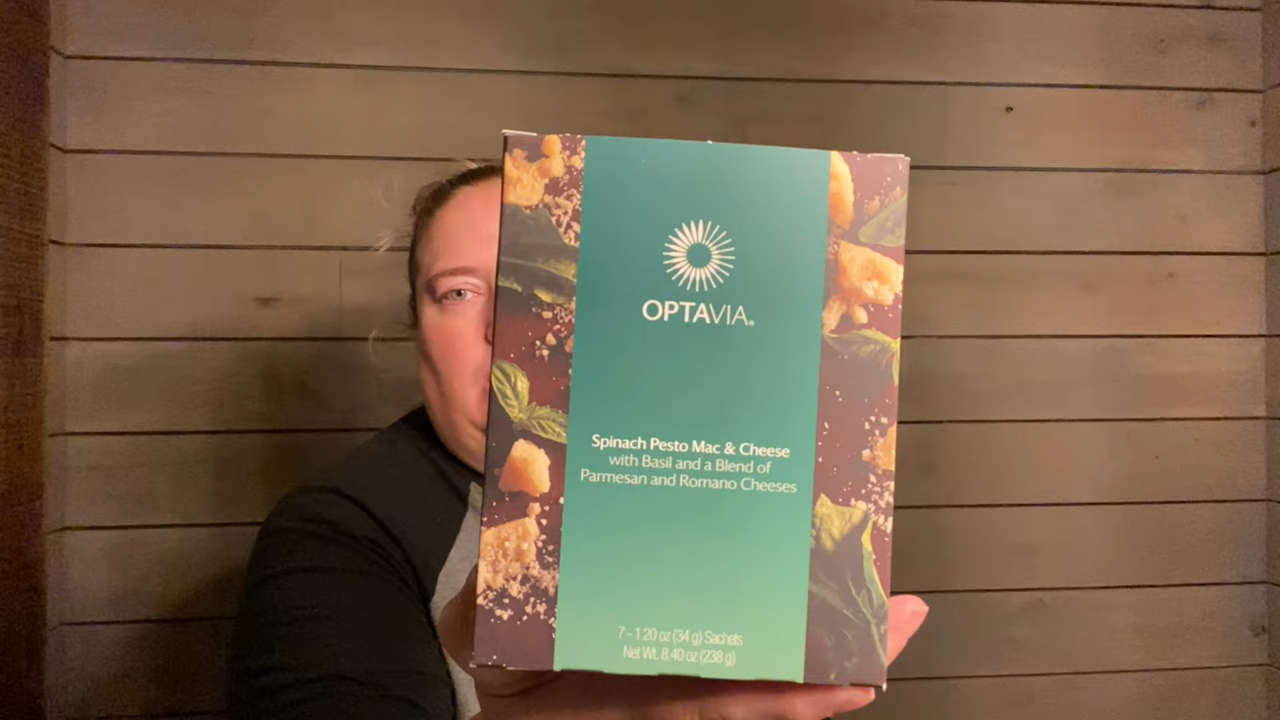 OPTAVIA®
Spinach Pesto Mac & Cheese
with Basil and a Blend of
Parmesan and Romano Cheeses
7 - 1.20 oz (34 g) Sachets
Net Wt. 8.40 oz (238 g)